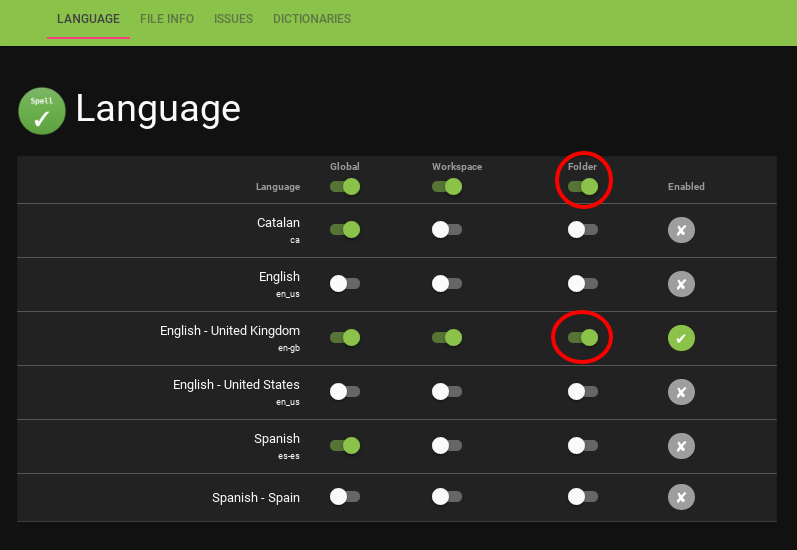 LANGUAGE FILE INFO ISSUES DICTIONARIES
Spell
Language
Global Workspace Folder
Language Enabled
Catalan
ca
English
en_us
English - United Kingdom
en-gb
English - United States
en_us
Spanish
es-es
Spanish - Spain